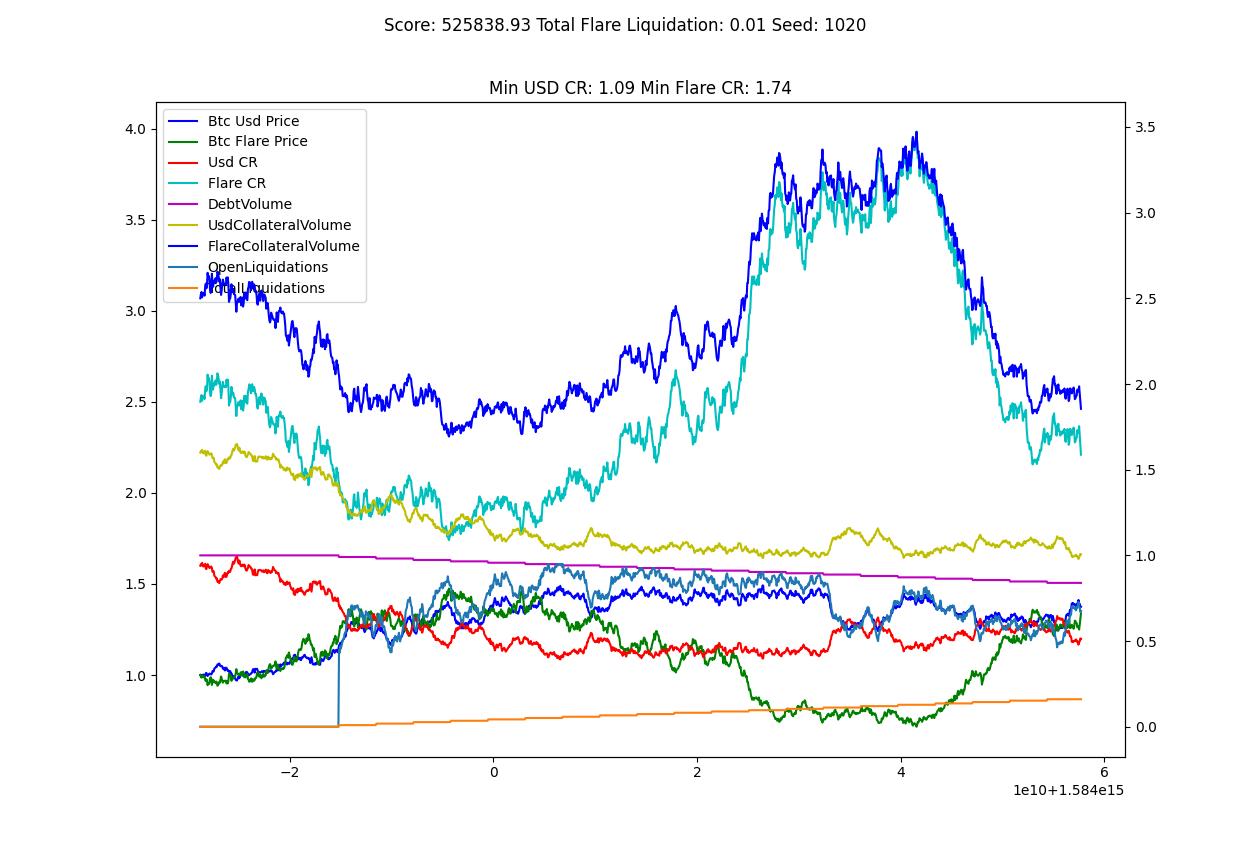 Score: 525838.93 Total Flare Liquidation: 0.01 Seed: 1020
Min USD CR: 1.09 Min Flare CR: 1.74
Btc Usd Price
Btc Flare Price
Usd CR
Flare CR
DebtVolume
UsdCollateralVolume
FlareCollateralVolume
OpenLiquidations
TotalLiquidations
4.0
3.5
3.0
2.5
2.0
1.5
1.0
3.5
3.0
2.5
2.0
1.5
1.0
0.5
0.0
−2 0 2 4 6
1e10+1.584e15